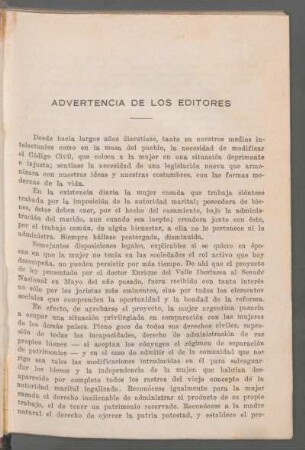 ADVERTENCIA DE LOS EDITORES
Desde hacía largos años discutíase, tanto en nuestros medios in-
telectuales como en la masa del pueblo, la necesidad de modificar
el Código Civil, que coloca a la mujer en una situación deprimente e
injusta; sentíase la necesidad de una legislación nueva que armo-
nizara con nuestras ideas y nuestras costumbres, con las formas mo-
dernas de la vida.
En la existencia diaria la mujer común que trabaja siéntese
trabada por la imposición de la autoridad marital; poseedora de bie-
nes, éstos deben caer, por el hecho del casamiento, bajo la adminis-
tración del marido, aun cuando sea inepto; creadora junto con éste,
por el trabajo común, de algún bienestar, a ella no le pertenece ni lo
administra. Siempre hállase postergada, disminuida.
Semejantes disposiciones legales, explicables si se quiere en épo-
cas en que la mujer no tenía en las sociedades el rol activo que hoy
desempeña, no pueden persistir por más tiempo. De ahí que el proyecto
de ley presentado por el doctor Enrique del Valle Iberlucea al Senado
Nacional en Mayo del año pasado, fuera recibido con tanto interés
no sólo por los juristas más eminentes, sino por todos los elementos
sociales que comprenden la oportunidad y la bondad de la reforma.
En efecto, de aprobarse el proyecto, la mujer argentina pasaría
a ocupar una situación privilegiada en comparación con las mujeres
de los demás países. Pleno goce de todos sus derechos civiles, supre-
sión de todas las incapacidades, derecho de administración de sus
propios bienes — si aceptan los cónyuges el régimen de separación
de patrimonios — y en el caso de admitir el de la comunidad que nos
rige sea tales las modificaciones introducidas en él para salvaguar-
dar los bienes y la independencia de la mujer que habrían des-
aparecido por completo todos los rastros del viejo concepto de la
autoridad marital legalizada. Reconócese igualmente para la mujer
casada el derecho inalienable de administrar el producto de su propio
trabajo, el de tener un patrimonio reservado. Reconócese a la madre
natural el derecho de ejercer la patria potestad, y establece el pro-